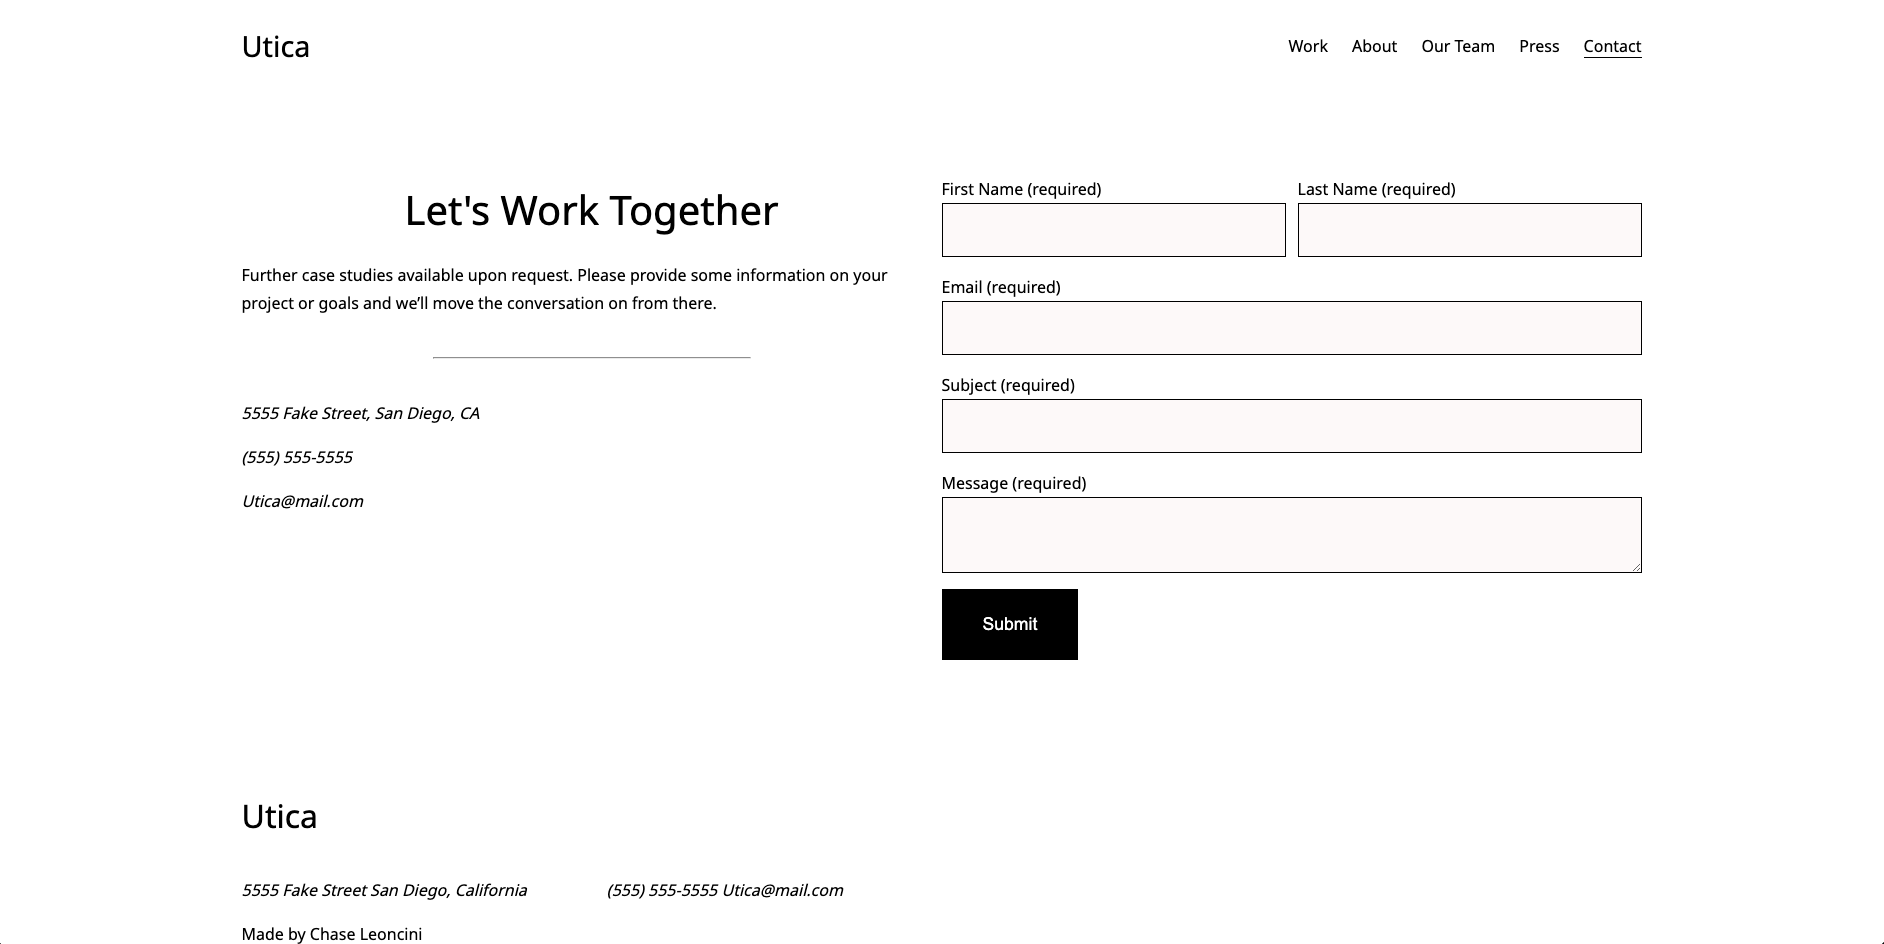 Utica
Work About Our Team Press Contact
Let's Work Together
Further case studies available upon request. Please provide some information on your
project or goals and we’ll move the conversation on from there.
5555 Fake Street, San Diego, CA
(555) 555-5555
Utica@mail.com
First Name (required) Last Name (required)
Email (required)
Subject (required)
Message (required)
Submit
Utica
5555 Fake Street San Diego, California (555) 555-5555 Utica@mail.com
Made by Chase Leoncini